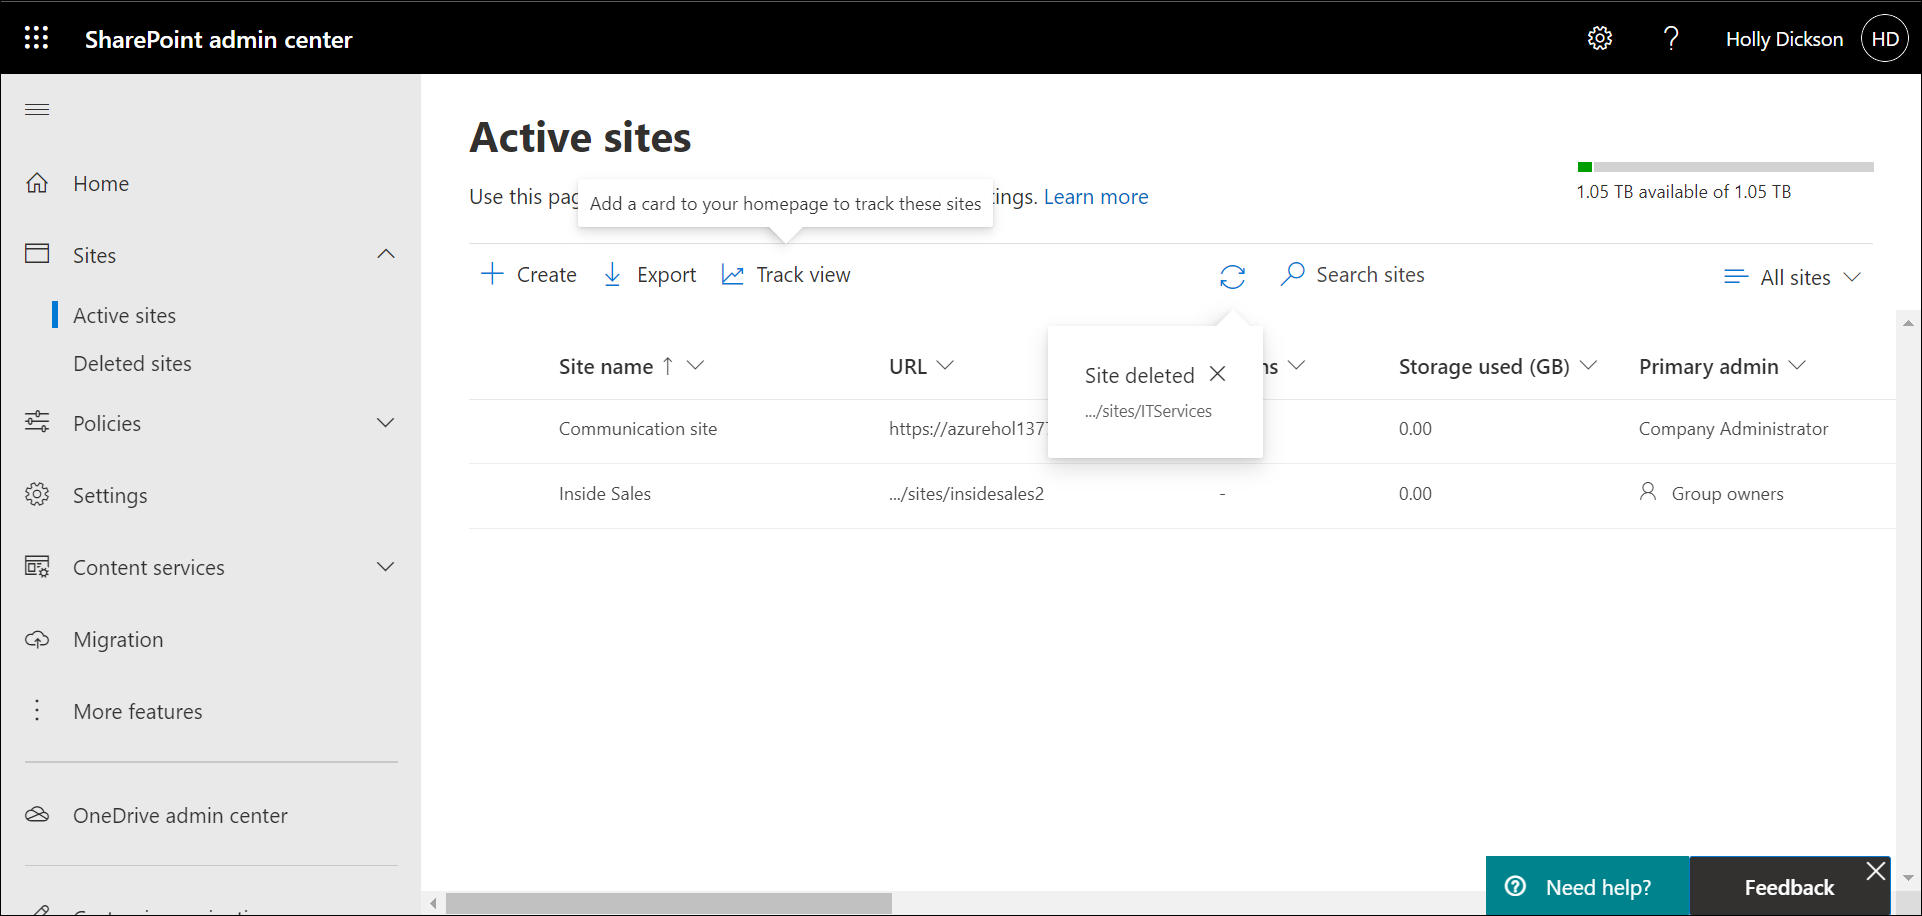 SharePoint admin center
Holly Dickson
HD
Home
Sites
Active sites
Deleted sites
Policies
Settings
Content services
Migration
More features
OneDrive admin center
Active sites
1.05 TB available of 1.05 TB
Use this
Learn more
Add a card to your homepage to track these sites
Create
Export
Track view
Search sites
All sites
Site name ↑
URL
Storage used (GB)
Primary admin
Site deleted
.../sites/ITServices
Communication site
https://azurehol137
0.00
Company Administrator
Inside Sales
.../sites/insidesales2
-
0.00
Group owners
Need help?
Feedback